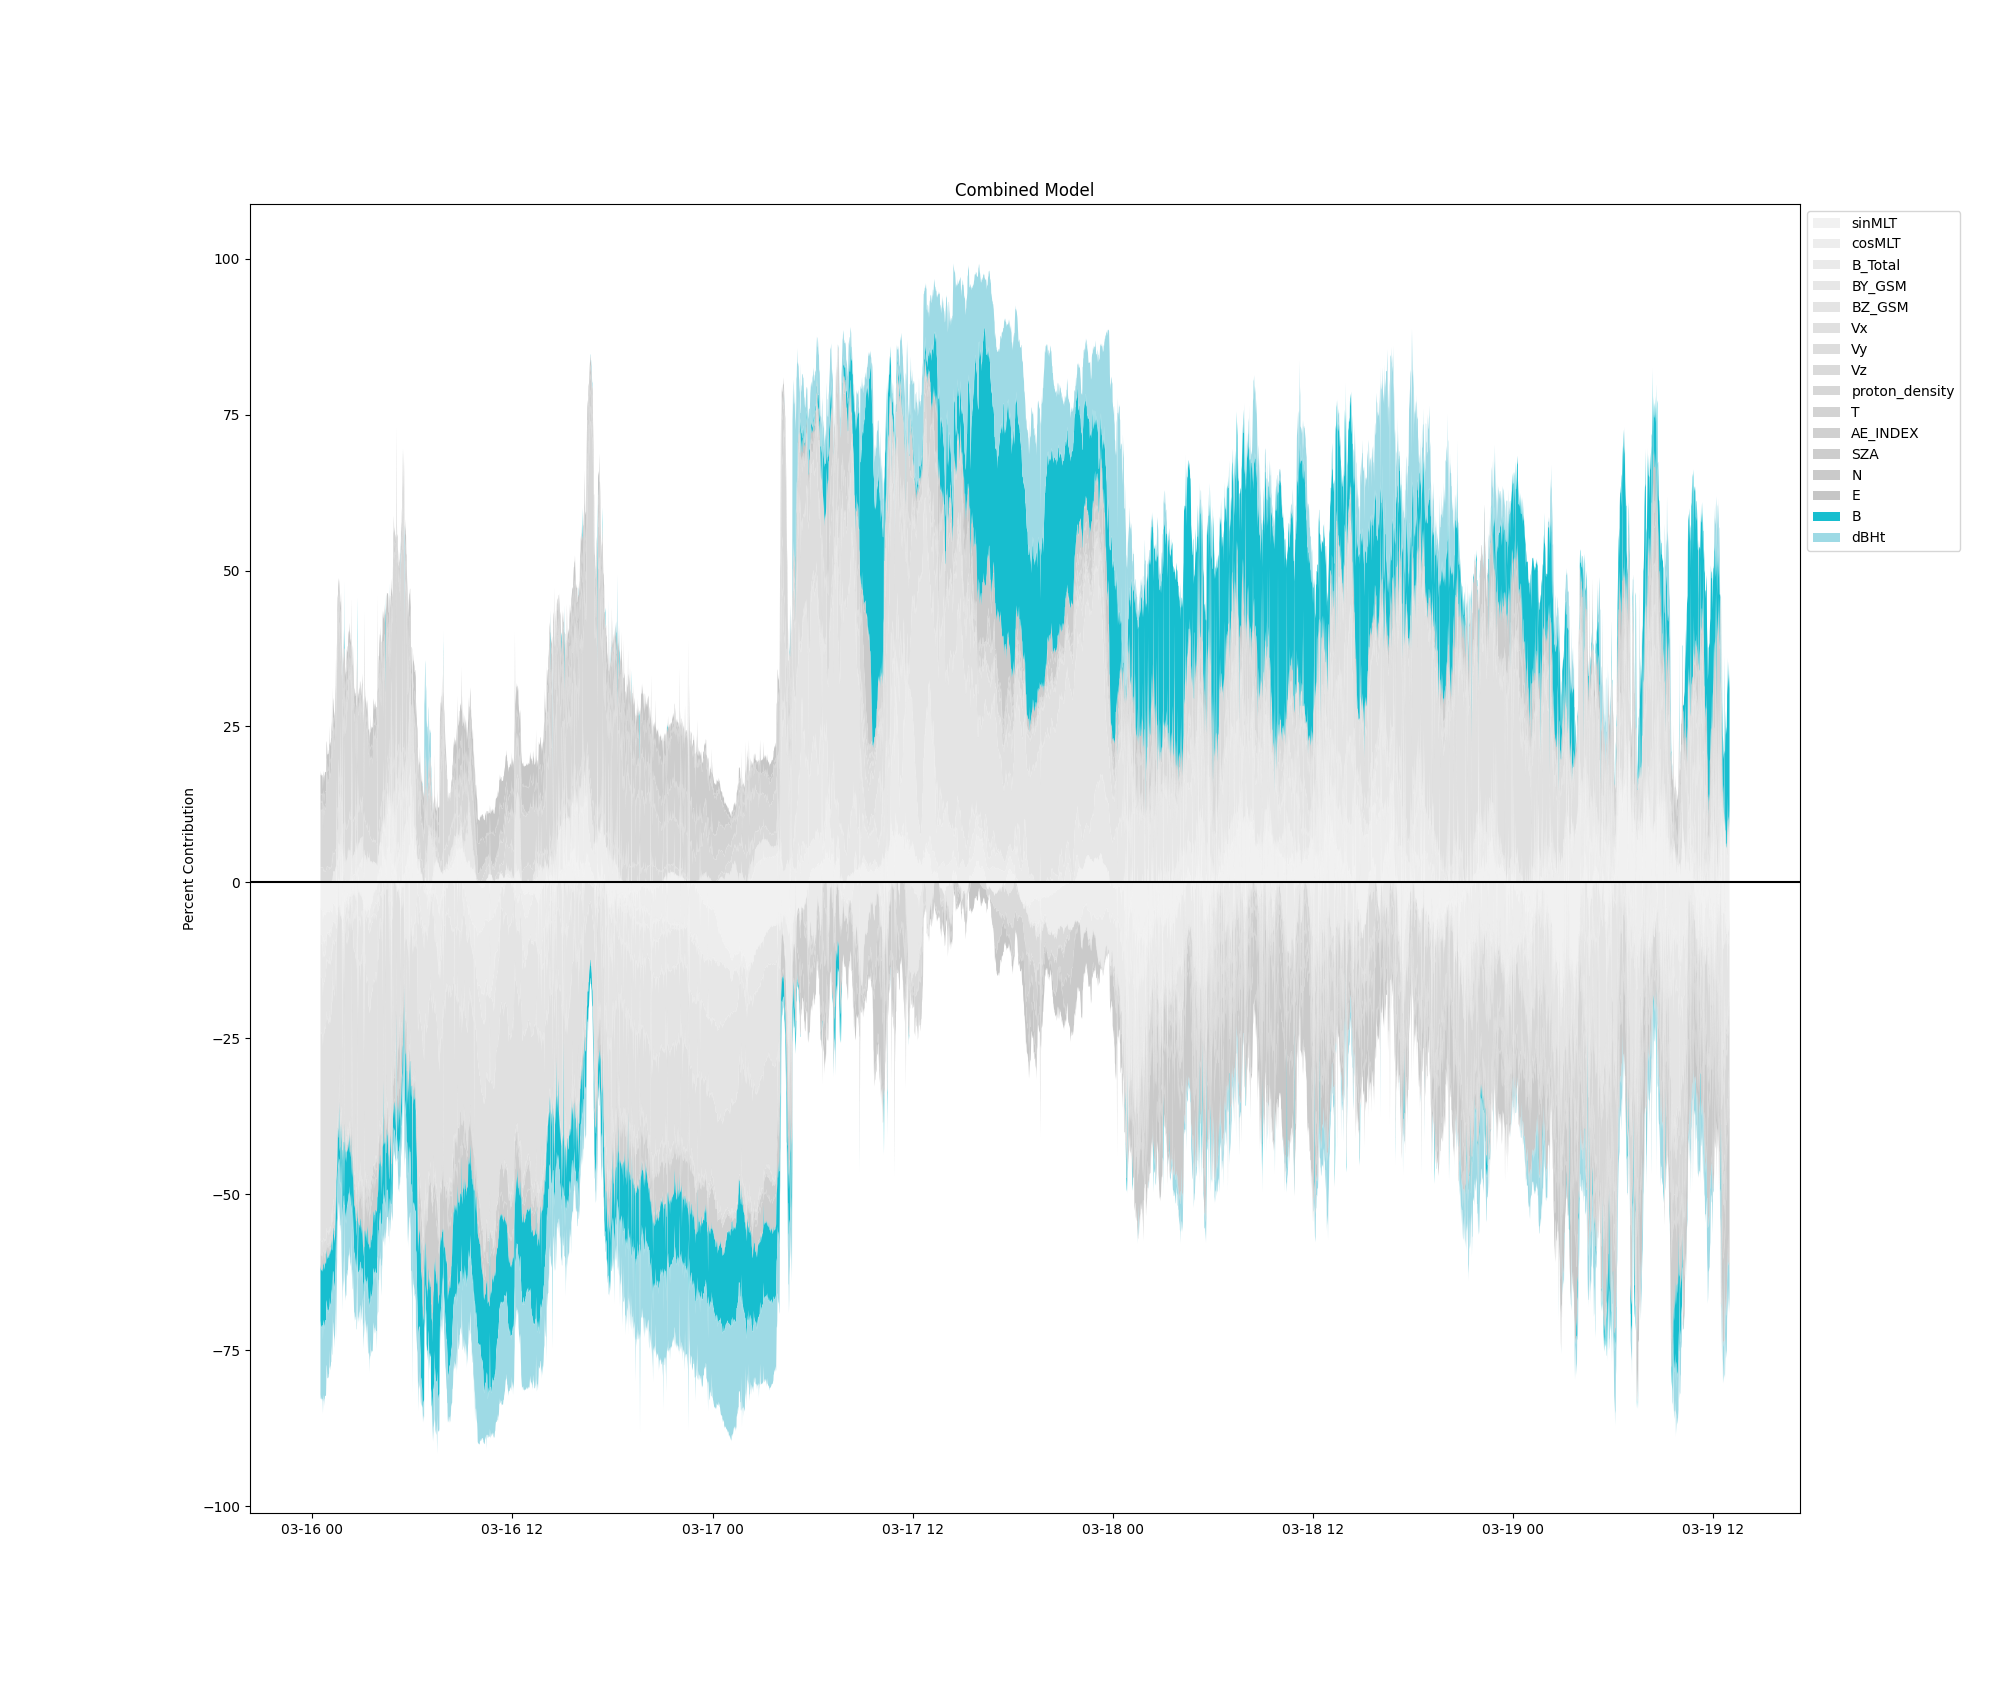 Combined Model
100
75
50
25
0
−25
−50
−75
−100
Percent Contribution
03-16 00
03-16 12
03-17 00
03-17 12
03-18 00
03-18 12
03-19 00
03-19 12
sinMLT
cosMLT
B_Total
BY_GSM
BZ_GSM
Vx
Vy
Vz
proton_density
T
AE_INDEX
SZA
N
E
B
dBHt